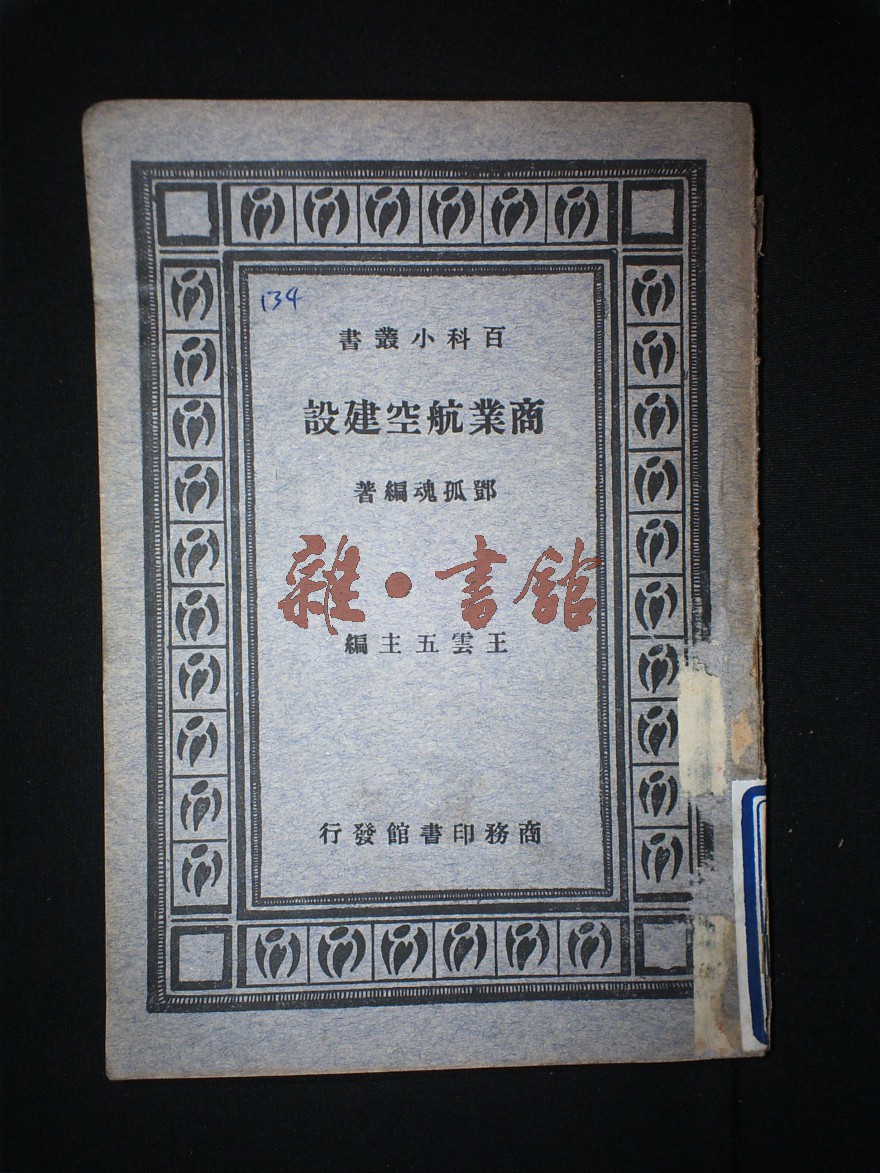 134
百科小叢書
商業航空建設
鄧孤魂編著
雜·書館
王雲五主編
商務印書館發行